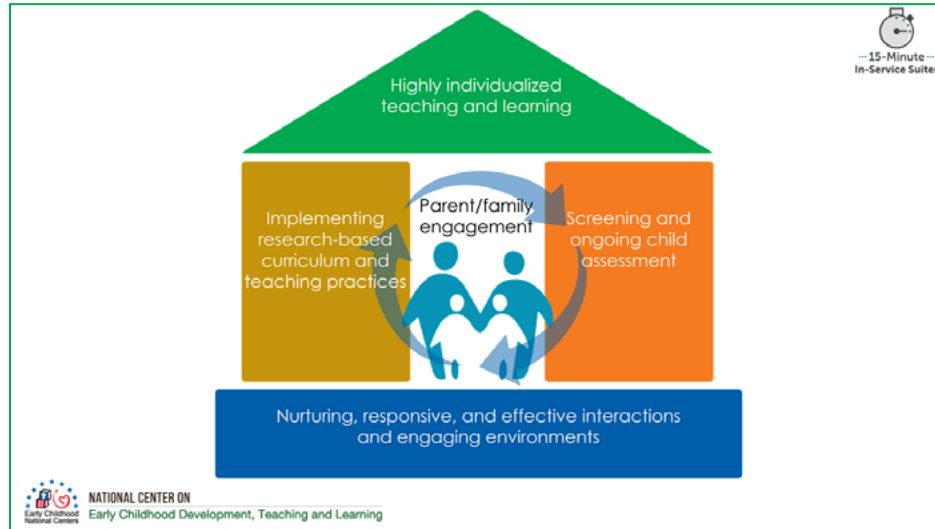 15-Minute
In-Service Suite
Highly individualized
teaching and learning
Implementing
research-based
curriculum and
teaching practices
Parent/family
engagement
Screening and
ongoing child
assessment
Nurturing, responsive, and effective interactions
and engaging environments
Early Childhood
National Centers
NATIONAL CENTER ON
Early Childhood Development, Teaching and Learning